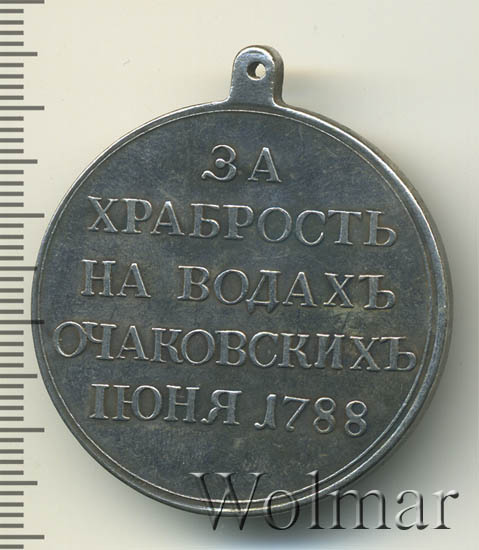 ЗА
ХРАБРОСТЬ
НА ВОДАХЪ
ОЧАКОВСКИХЪ
IЮНЯ 1788
Wolmar